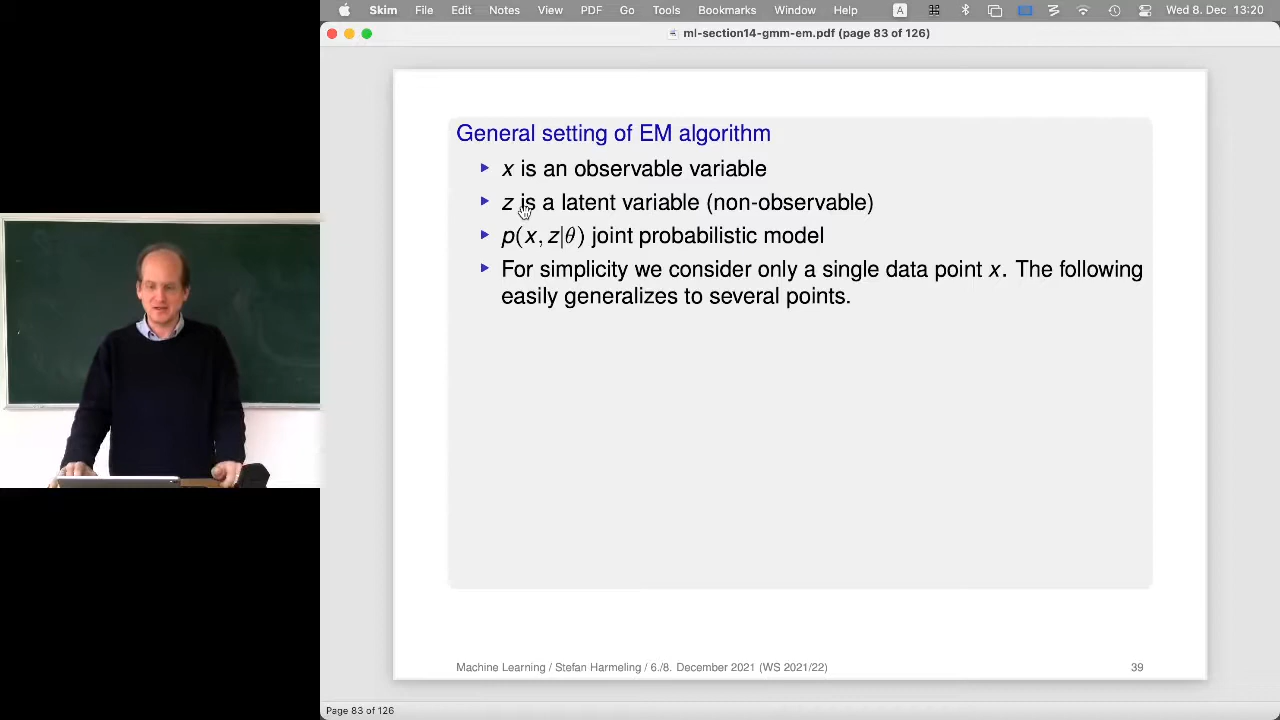 Skim File Edit Notes View PDF Go Tools Bookmarks Window Help A Wed 8. Dec 13:20
ml-section14-gmm-em.pdf (page 83 of 126)
General setting of EM algorithm
x is an observable variable
z is a latent variable (non-observable)
p(x, z|θ) joint probabilistic model
For simplicity we consider only a single data point x. The following
easily generalizes to several points.
Machine Learning / Stefan Harmeling / 6./8. December 2021 (WS 2021/22) 39
Page 83 of 126